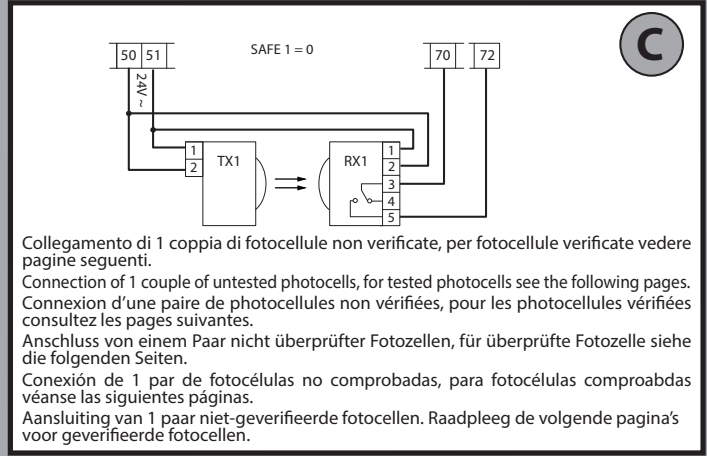 C
SAFE 1 = 0
50 51
70 72
24V ~
1
2
TX1
RX1
1
2
3
4
5
Collegamento di 1 coppia di fotocellule non verificate, per fotocellule verificate vedere
pagine seguenti.
Connection of 1 couple of untested photocells, for tested photocells see the following pages.
Connexion d’une paire de photocellules non vérifiées, pour les photocellules vérifiées
consultez les pages suivantes.
Anschluss von einem Paar nicht überprüfter Fotozellen, für überprüfte Fotozelle siehe
die folgenden Seiten.
Conexión de 1 par de fotocélulas no comprobadas, para fotocélulas comproabdas
véanse las siguientes páginas.
Aansluiting van 1 paar niet-geverifieerde fotocellen. Raadpleeg de volgende pagina’s
voor geverifieerde fotocellen.